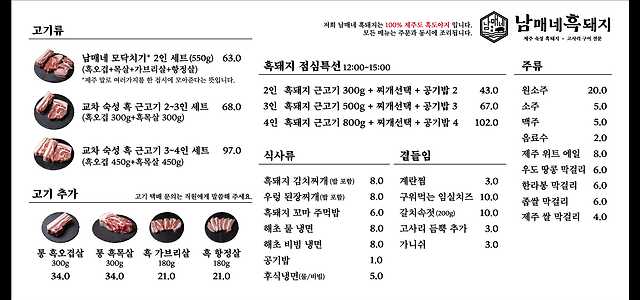 저희 남매네 흑돼지는 100% 제주도 흑도야지 입니다.
모든 메뉴는 주문과 동시에 조리됩니다.
남매네흑돼지
제주 숙성 흑돼지 · 고사리 구이 전문
고기류
남매네 모닥치기* 2인 세트(550g) 63.0
(흑오겹+목살+가브리살+항정살)
*제주 말로 여러가지를 한 접시에 모아준다는 뜻입니다.
교차 숙성 흑 근고기 2~3인 세트 68.0
(흑오겹 300g+흑목살 300g)
교차 숙성 흑 근고기 3~4인 세트 97.0
(흑오겹 450g+흑목살 450g)
고기 추가
고기 택배 문의는 직원에게 말씀해 주세요.
통 흑오겹살 300g 34.0
통 흑목살 300g 34.0
흑 가브리살 180g 21.0
흑 항정살 180g 21.0
흑돼지 점심특선 12:00~15:00
2인 흑돼지 근고기 300g + 찌개선택 + 공기밥 2 43.0
3인 흑돼지 근고기 500g + 찌개선택 + 공기밥 3 67.0
4인 흑돼지 근고기 800g + 찌개선택 + 공기밥 4 102.0
식사류
흑돼지 김치찌개(밥 포함) 8.0
우렁 된장찌개(밥 포함) 8.0
흑돼지 꼬마 주먹밥 6.0
해초 물 냉면 8.0
해초 비빔 냉면 8.0
공기밥 1.0
후식냉면(물/비빔) 5.0
곁들임
계란찜 3.0
구워먹는 임실치즈 10.0
갈치속젓(200g) 10.0
고사리 듬뿍 추가 3.0
가니쉬 3.0
주류
원소주 20.0
소주 5.0
맥주 5.0
음료수 2.0
제주 위트 에일 8.0
우도 땅콩 막걸리 6.0
한라봉 막걸리 6.0
좁쌀 막걸리 6.0
제주 쌀 막걸리 4.0